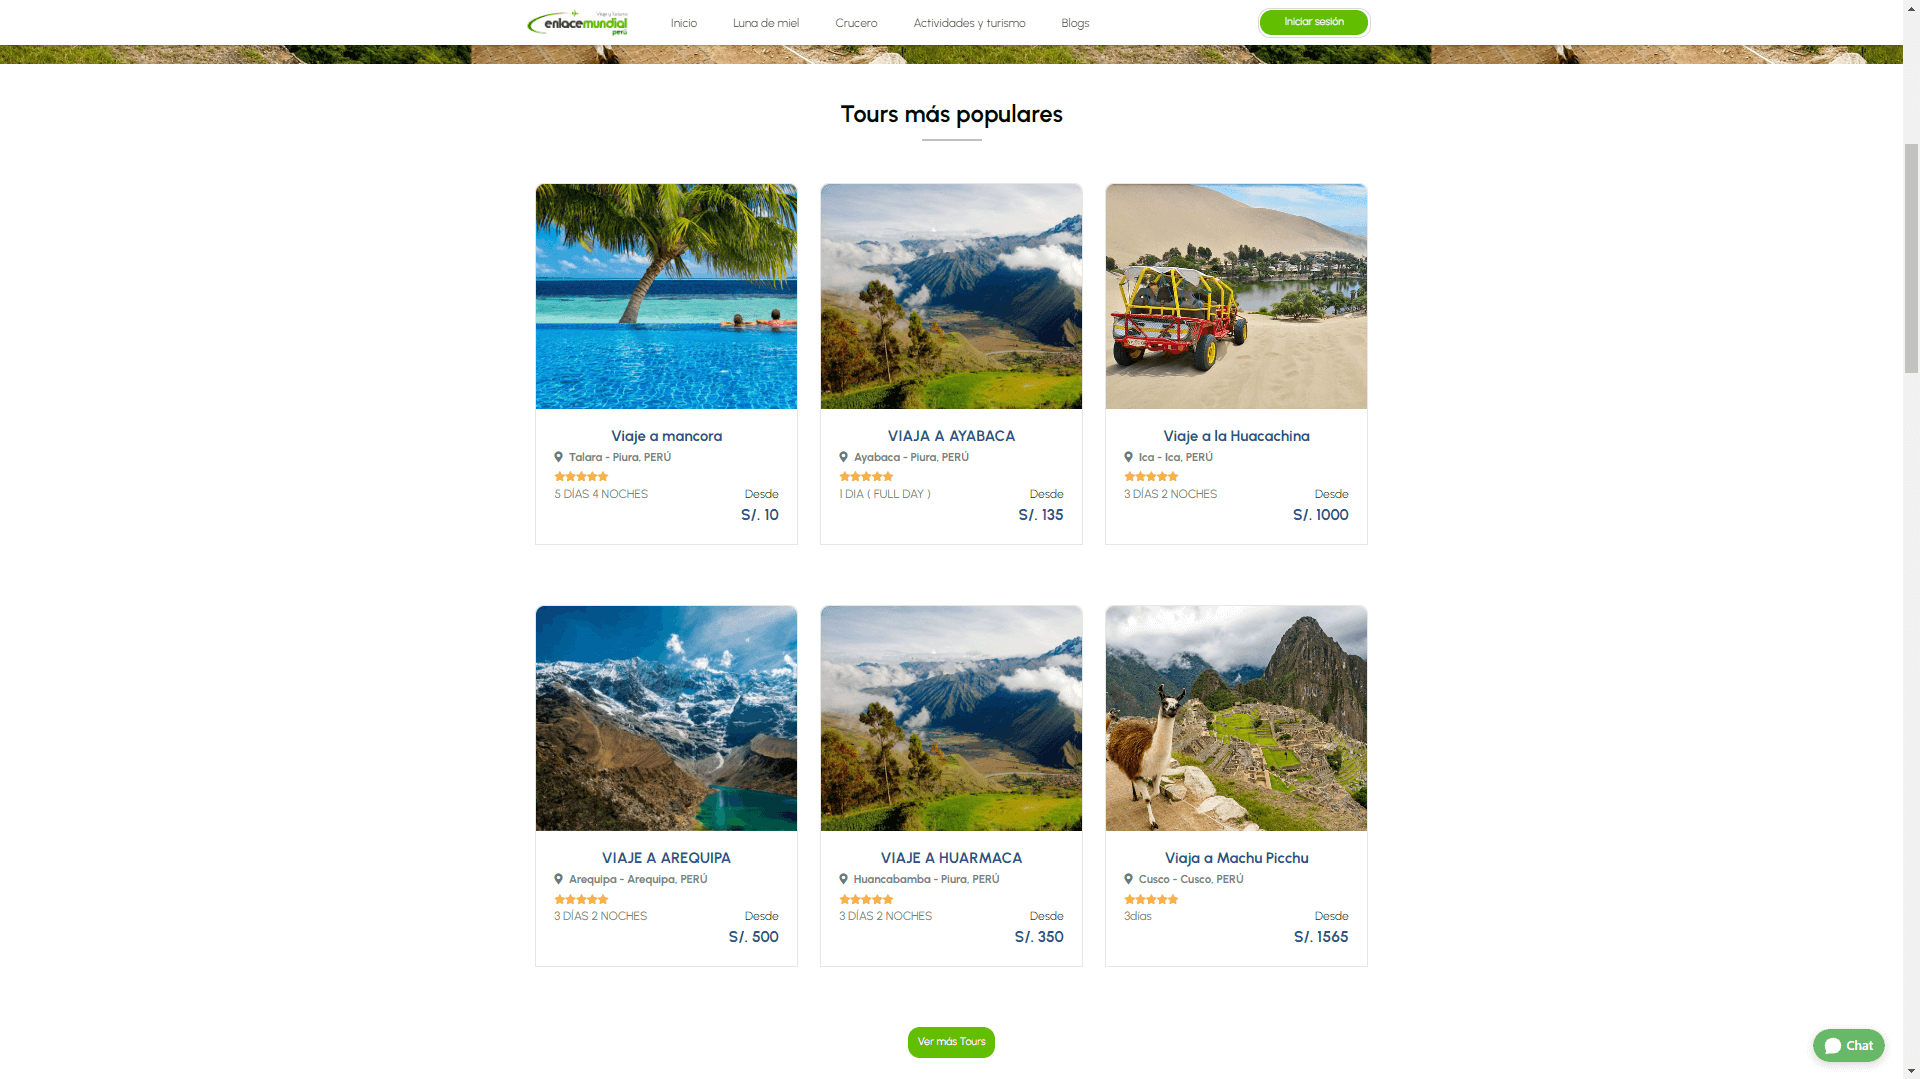 Viaje y Turismo
enlacemundial
perú
Inicio
Luna de miel
Crucero
Actividades y turismo
Blogs
Iniciar sesión
Tours más populares
Viaje a mancora
Talara - Piura, PERÚ
5 DÍAS 4 NOCHES
Desde
S/. 10
VIAJA A AYABACA
Ayabaca - Piura, PERÚ
1 DIA ( FULL DAY )
Desde
S/. 135
Viaje a la Huacachina
Ica - Ica, PERÚ
3 DÍAS 2 NOCHES
Desde
S/. 1000
VIAJE A AREQUIPA
Arequipa - Arequipa, PERÚ
3 DÍAS 2 NOCHES
Desde
S/. 500
VIAJE A HUARMACA
Huancabamba - Piura, PERÚ
3 DÍAS 2 NOCHES
Desde
S/. 350
Viaja a Machu Picchu
Cusco - Cusco, PERÚ
3días
Desde
S/. 1565
Ver más Tours
Chat